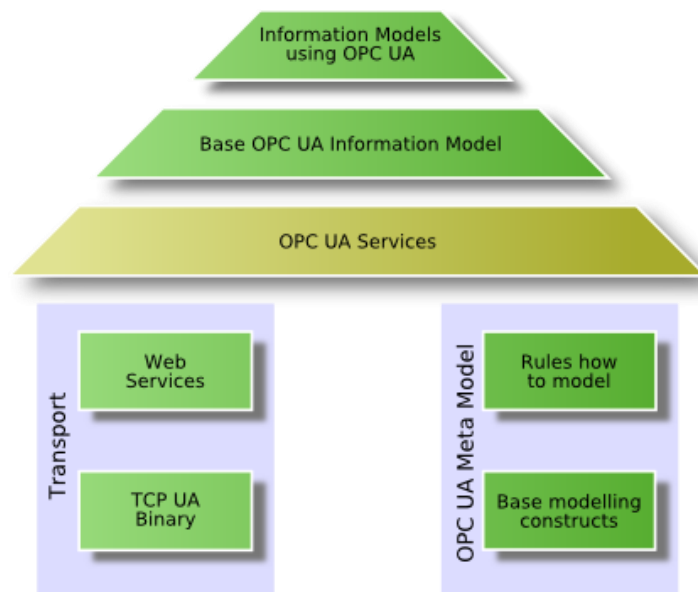 Information Models
using OPC UA
Base OPC UA Information Model
OPC UA Services
Transport
Web
Services
TCP UA
Binary
OPC UA Meta Model
Rules how
to model
Base modelling
constructs